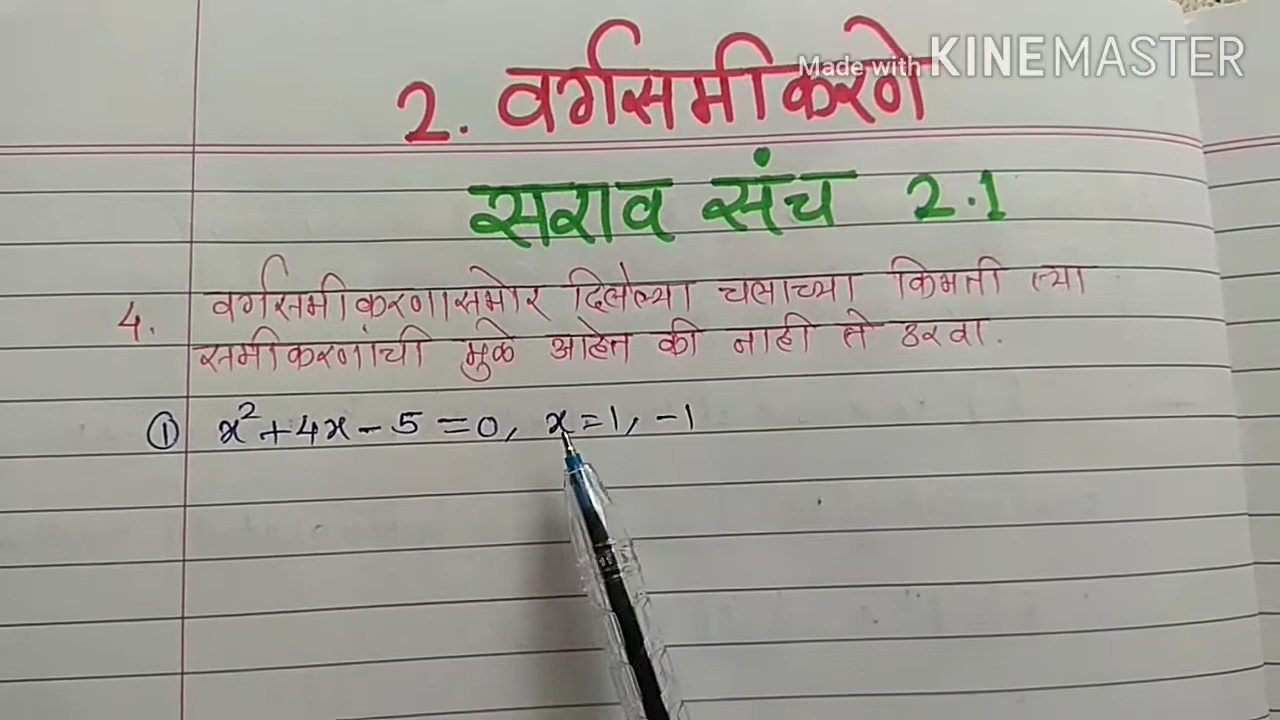 Made with KINEMASTER
2. वर्गसमीकरणे
सराव संच 2.1
4. वर्गसमीकरणासमोर दिलेल्या चलाच्या किमती त्या
समीकरणांची मुळे आहेत की नाही ते ठरवा.
① x²+4x-5=0, x=1, -1